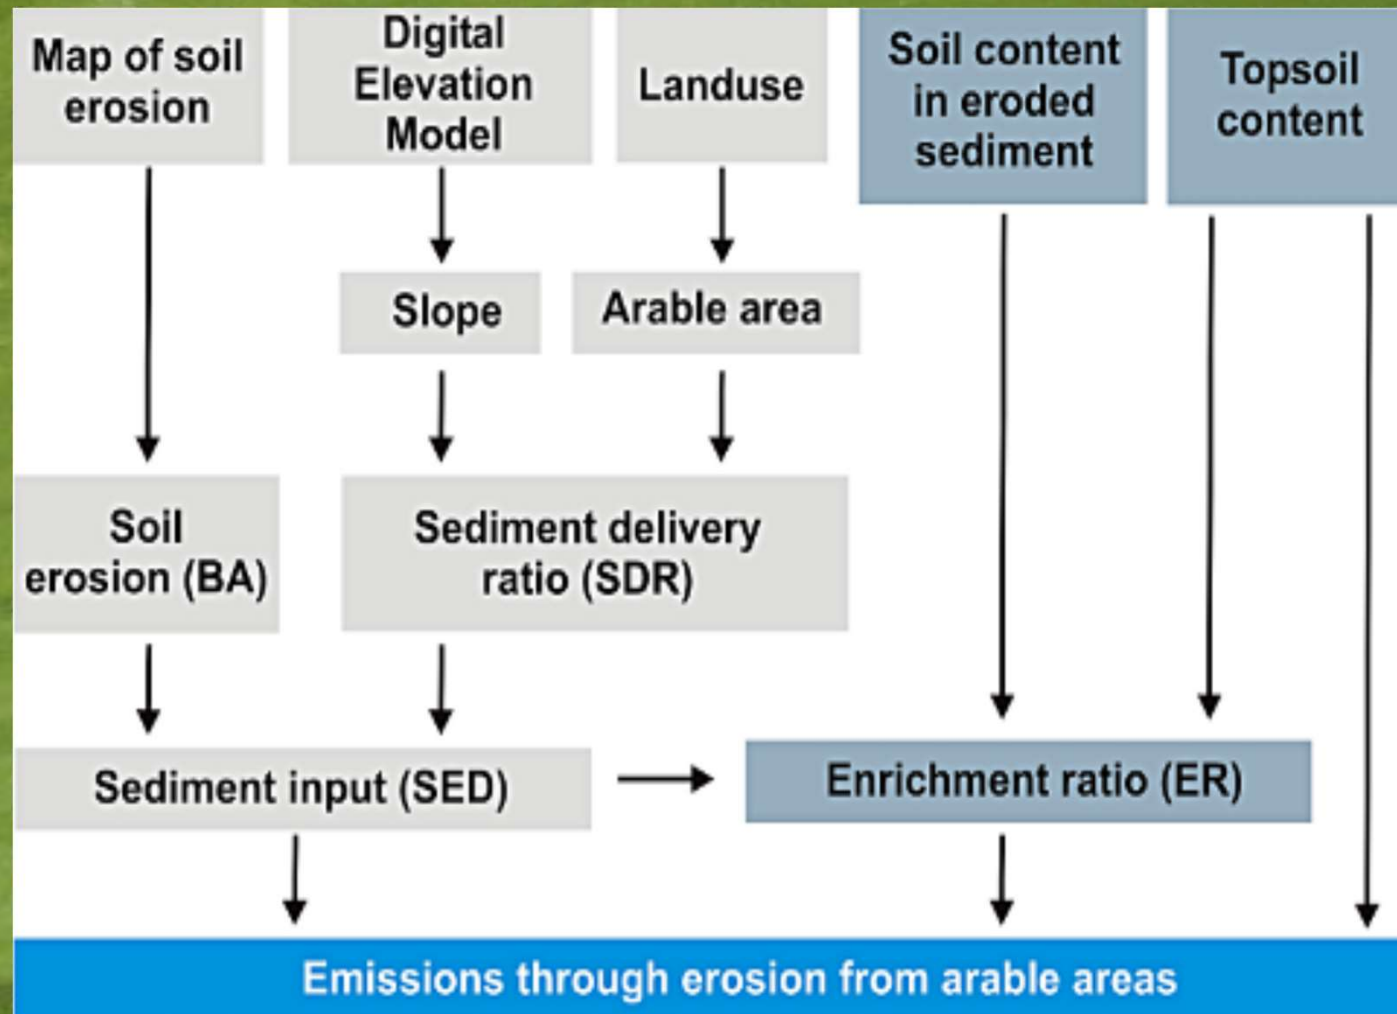 Map of soil
erosion
Digital
Elevation
Model
Landuse
Soil content
in eroded
sediment
Topsoil
content
Slope
Arable area
Soil
erosion (BA)
Sediment delivery
ratio (SDR)
Sediment input (SED)
Enrichment ratio (ER)
Emissions through erosion from arable areas